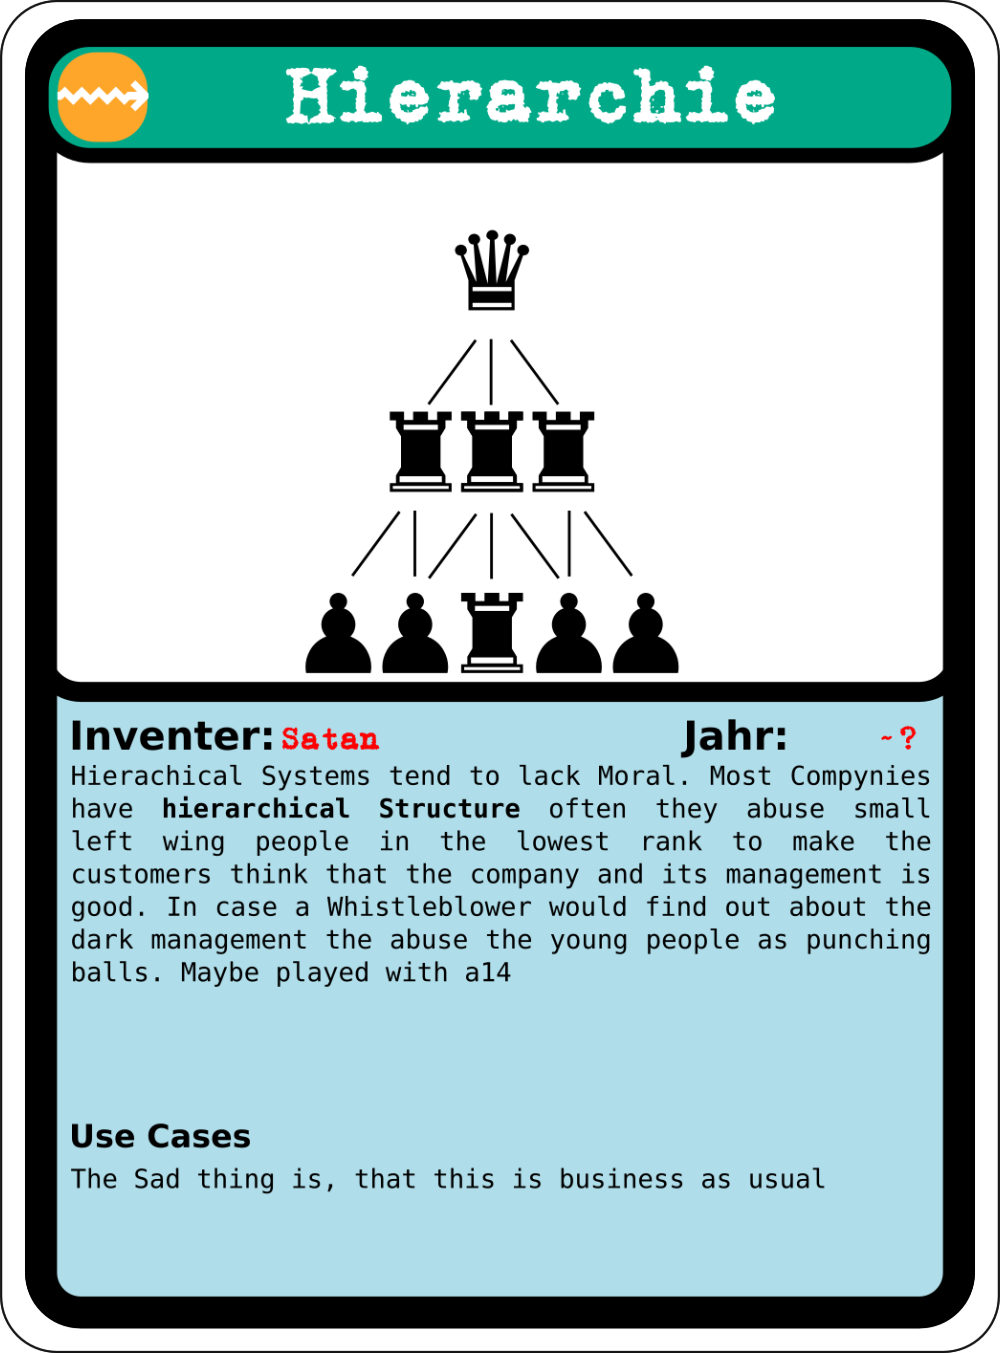 Hierarchie
Inventer: Satan Jahr: ~?
Hierachical Systems tend to lack Moral. Most Compynies
have hierarchical Structure often they abuse small
left wing people in the lowest rank to make the
customers think that the company and its management is
good. In case a Whistleblower would find out about the
dark management the abuse the young people as punching
balls. Maybe played with a14
Use Cases
The Sad thing is, that this is business as usual